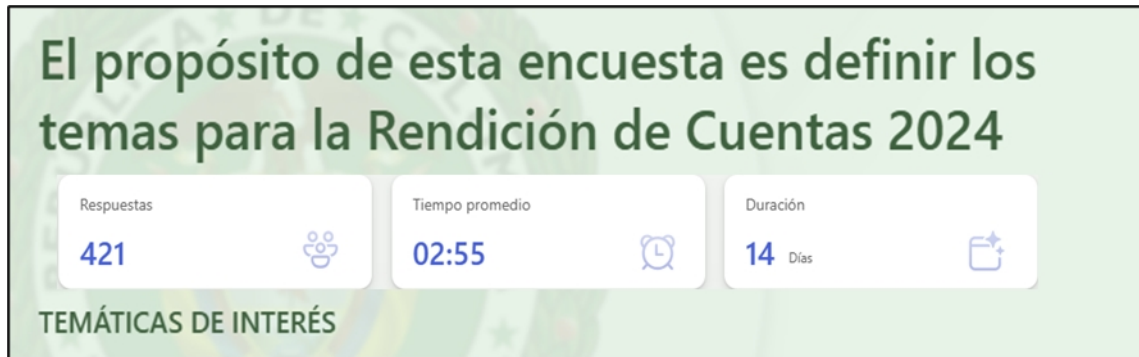 El propósito de esta encuesta es definir los
temas para la Rendición de Cuentas 2024
Respuestas
421
Tiempo promedio
02:55
Duración
14 Días
TEMÁTICAS DE INTERÉS